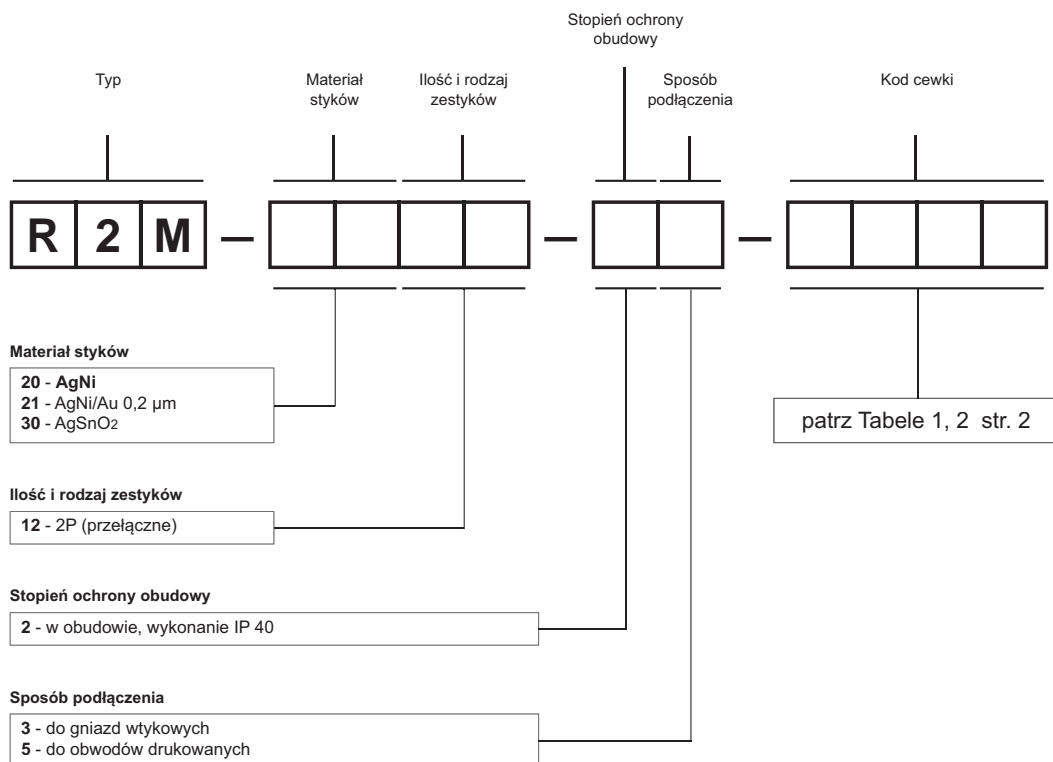 Stopień ochrony
obudowy
Typ
Materiał
styków
Ilość i rodzaj
zestyków
Sposób
podłączenia
Kod cewki
R 2 M – –  –
Materiał styków
20 - AgNi
21 - AgNi/Au 0,2 µm
30 - AgSnO2
patrz Tabele 1, 2 str. 2
Ilość i rodzaj zestyków
12 - 2P (przełączne)
Stopień ochrony obudowy
2 - w obudowie, wykonanie IP 40
Sposób podłączenia
3 - do gniazd wtykowych
5 - do obwodów drukowanych